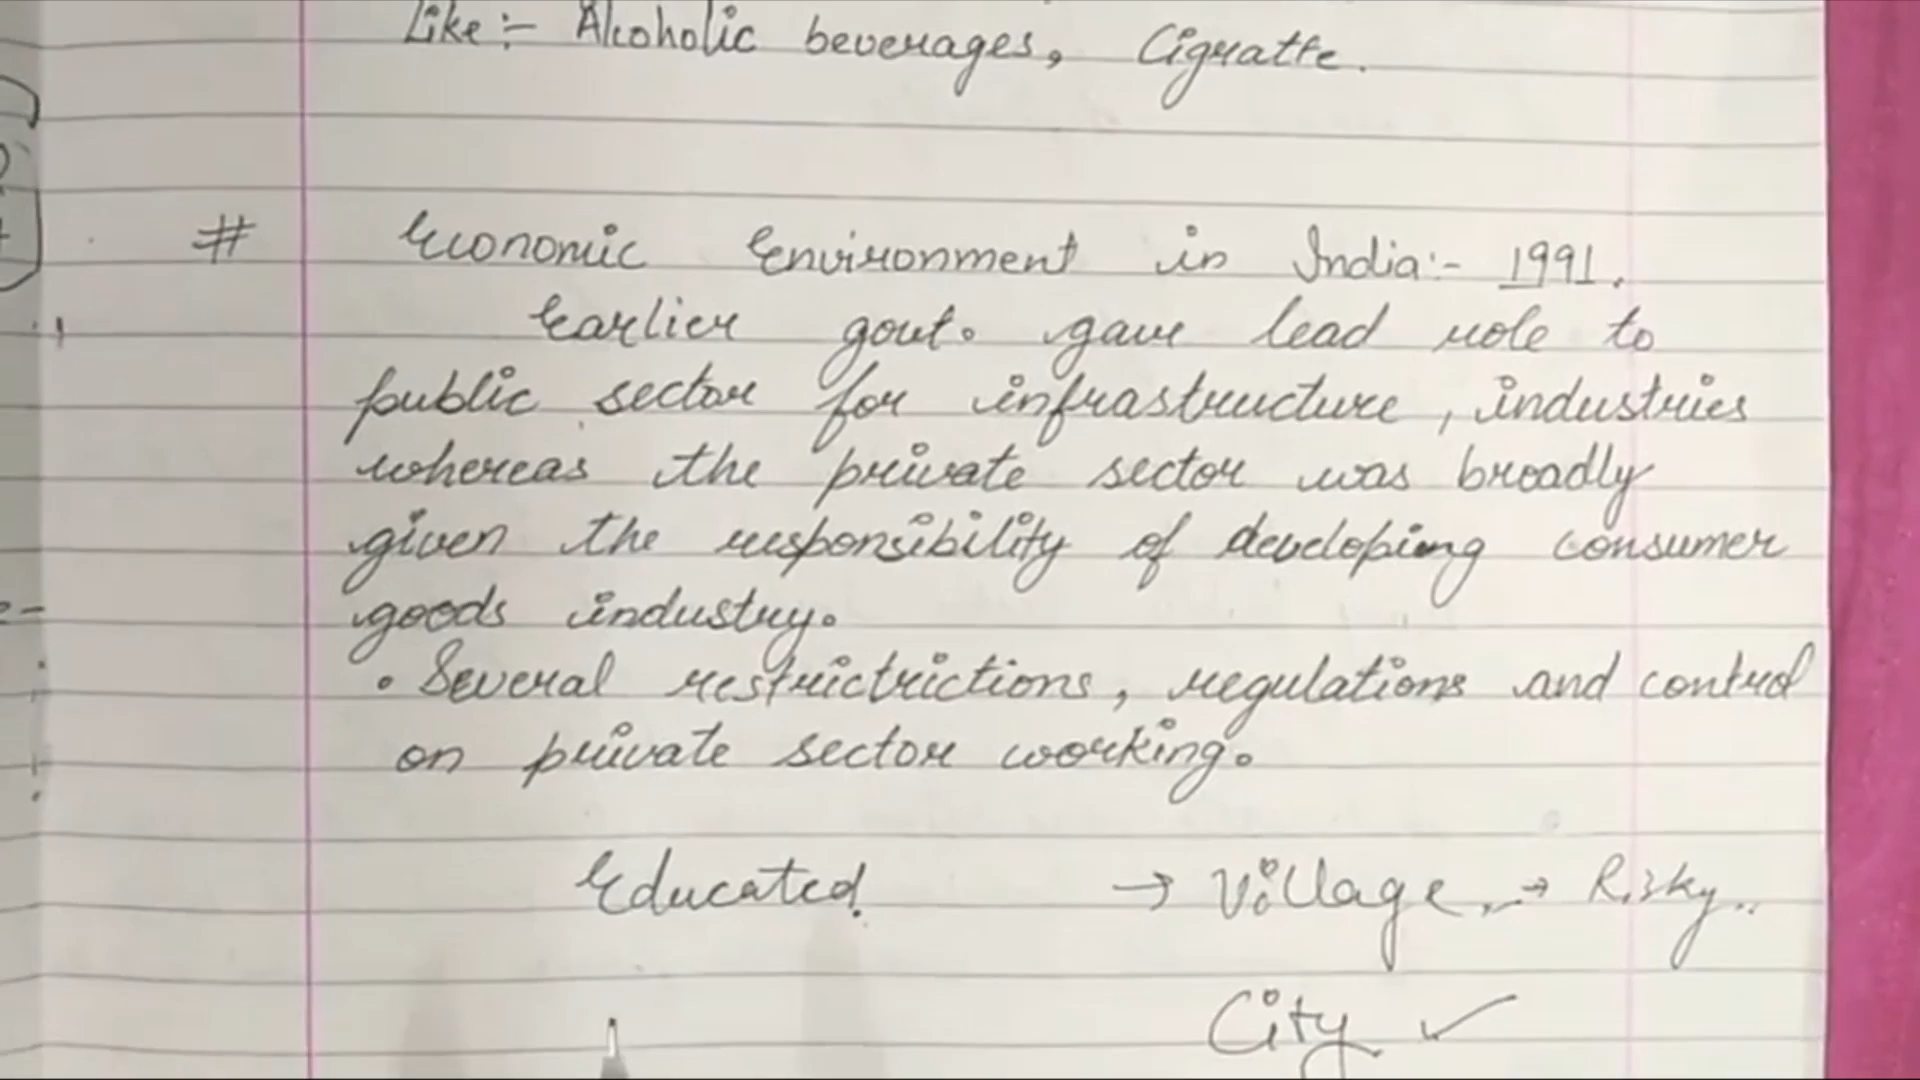 Like :- Alcoholic beverages, Cigratte.
# Economic Environment in India:- 1991.
Earlier govt. gave lead role to
public sector for infrastructure, industries
whereas the private sector was broadly
given the responsibility of developing consumer
goods industry.
• Several restrictrictions, regulations and control
on private sector working.
Educated. → Village. → Risky..
City ✓